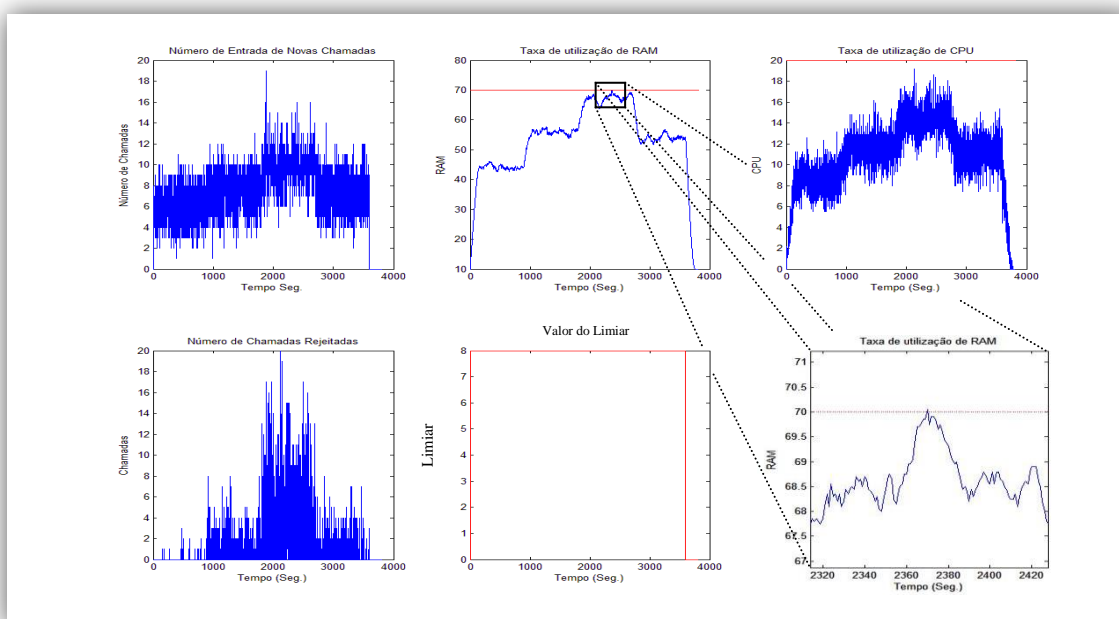 Número de Entrada de Novas Chamadas
Número de Chamadas
20
18
16
14
12
10
8
6
4
2
0
0 1000 2000 3000 4000
Tempo Seg.
Taxa de utilização de RAM
RAM
80
70
60
50
40
30
20
10
0 1000 2000 3000 4000
Tempo (Seg.)
Taxa de utilização de CPU
CPU
20
18
16
14
12
10
8
6
4
2
0
0 1000 2000 3000 4000
Tempo (Seg.)
Número de Chamadas Rejeitadas
Chamadas
20
18
16
14
12
10
8
6
4
2
0
0 1000 2000 3000 4000
Tempo (Seg.)
Valor do Limiar
Limiar
8
7
6
5
4
3
2
1
0
0 1000 2000 3000 4000
Tempo (Seg.)
Taxa de utilização de RAM
RAM
71
70.5
70
69.5
69
68.5
68
67.5
67
2320 2340 2360 2380 2400 2420
Tempo (Seg.)